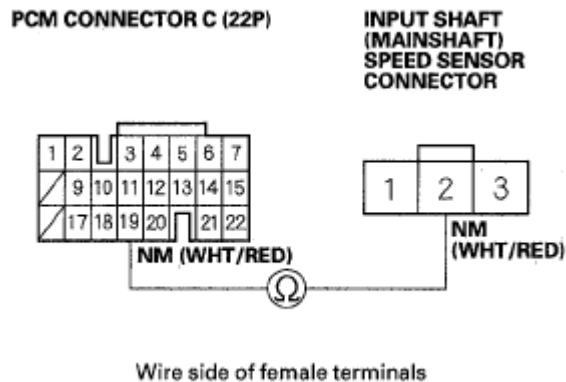 PCM CONNECTOR C (22P)
INPUT SHAFT
(MAINSHAFT)
SPEED SENSOR
CONNECTOR
1 2 3 4 5 6 7
9 10 11 12 13 14 15
17 18 19 20 21 22
1 2 3
NM (WHT/RED)
NM
(WHT/RED)
Ω
Wire side of female terminals